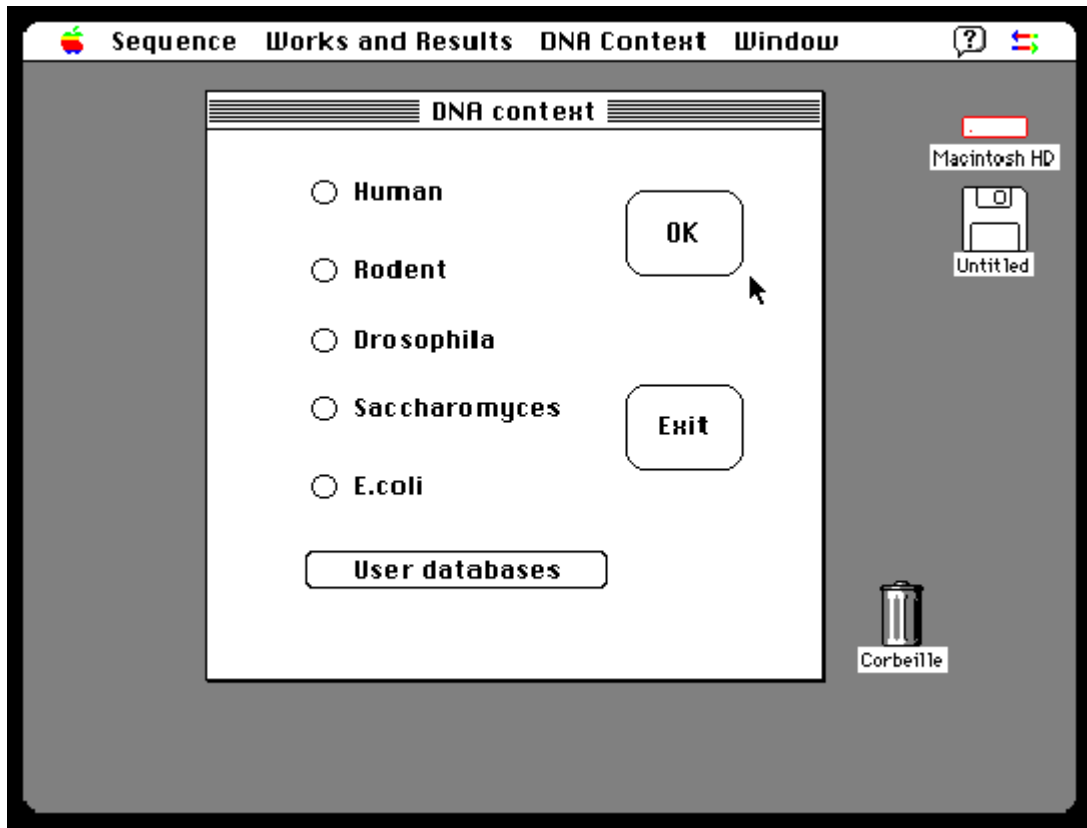 Sequence Works and Results DNA Context Window ?
DNA context
Human
Rodent
Drosophila
Saccharomyces
E.coli
User databases
OK
Exit
Macintosh HD
Untitled
Corbeille